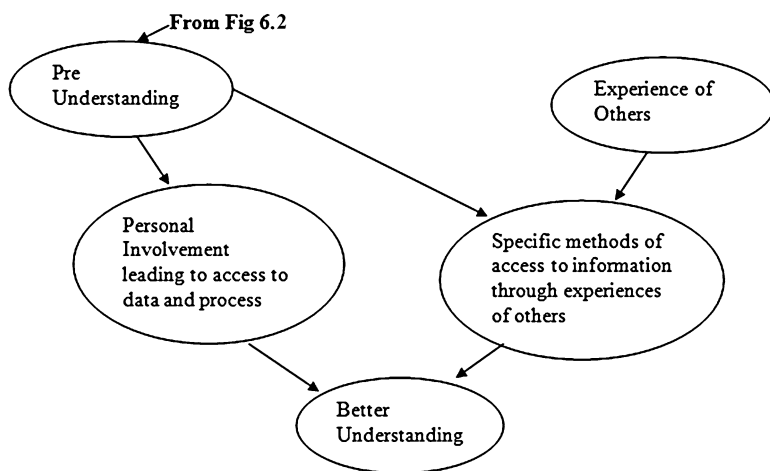 From Fig 6.2
Pre
Understanding
Experience of
Others
Personal
Involvement
leading to access to
data and process
Specific methods of
access to information
through experiences
of others
Better
Understanding